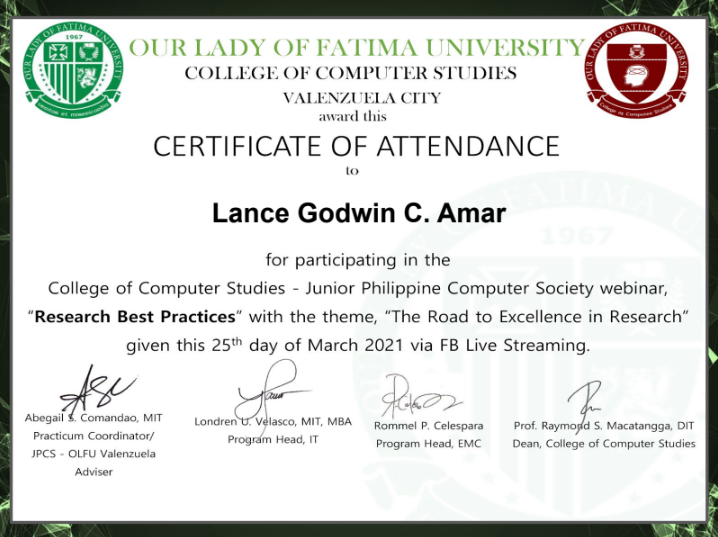 OUR LADY OF FATIMA UNIVERSITY
COLLEGE OF COMPUTER STUDIES
VALENZUELA CITY
award this
CERTIFICATE OF ATTENDANCE
to
Lance Godwin C. Amar
for participating in the
College of Computer Studies - Junior Philippine Computer Society webinar,
“Research Best Practices” with the theme, “The Road to Excellence in Research”
given this 25th day of March 2021 via FB Live Streaming.
Abegail S. Comandao, MIT
Practicum Coordinator/
JPCS - OLFU Valenzuela
Adviser
Londren U. Velasco, MIT, MBA
Program Head, IT
Rommel P. Celespara
Program Head, EMC
Prof. Raymond S. Macatangga, DIT
Dean, College of Computer Studies
OUR LADY OF FATIMA UNIVERSITY
1967
OUR LADY OF FATIMA UNIVERSITY
College of Computer Studies
1967